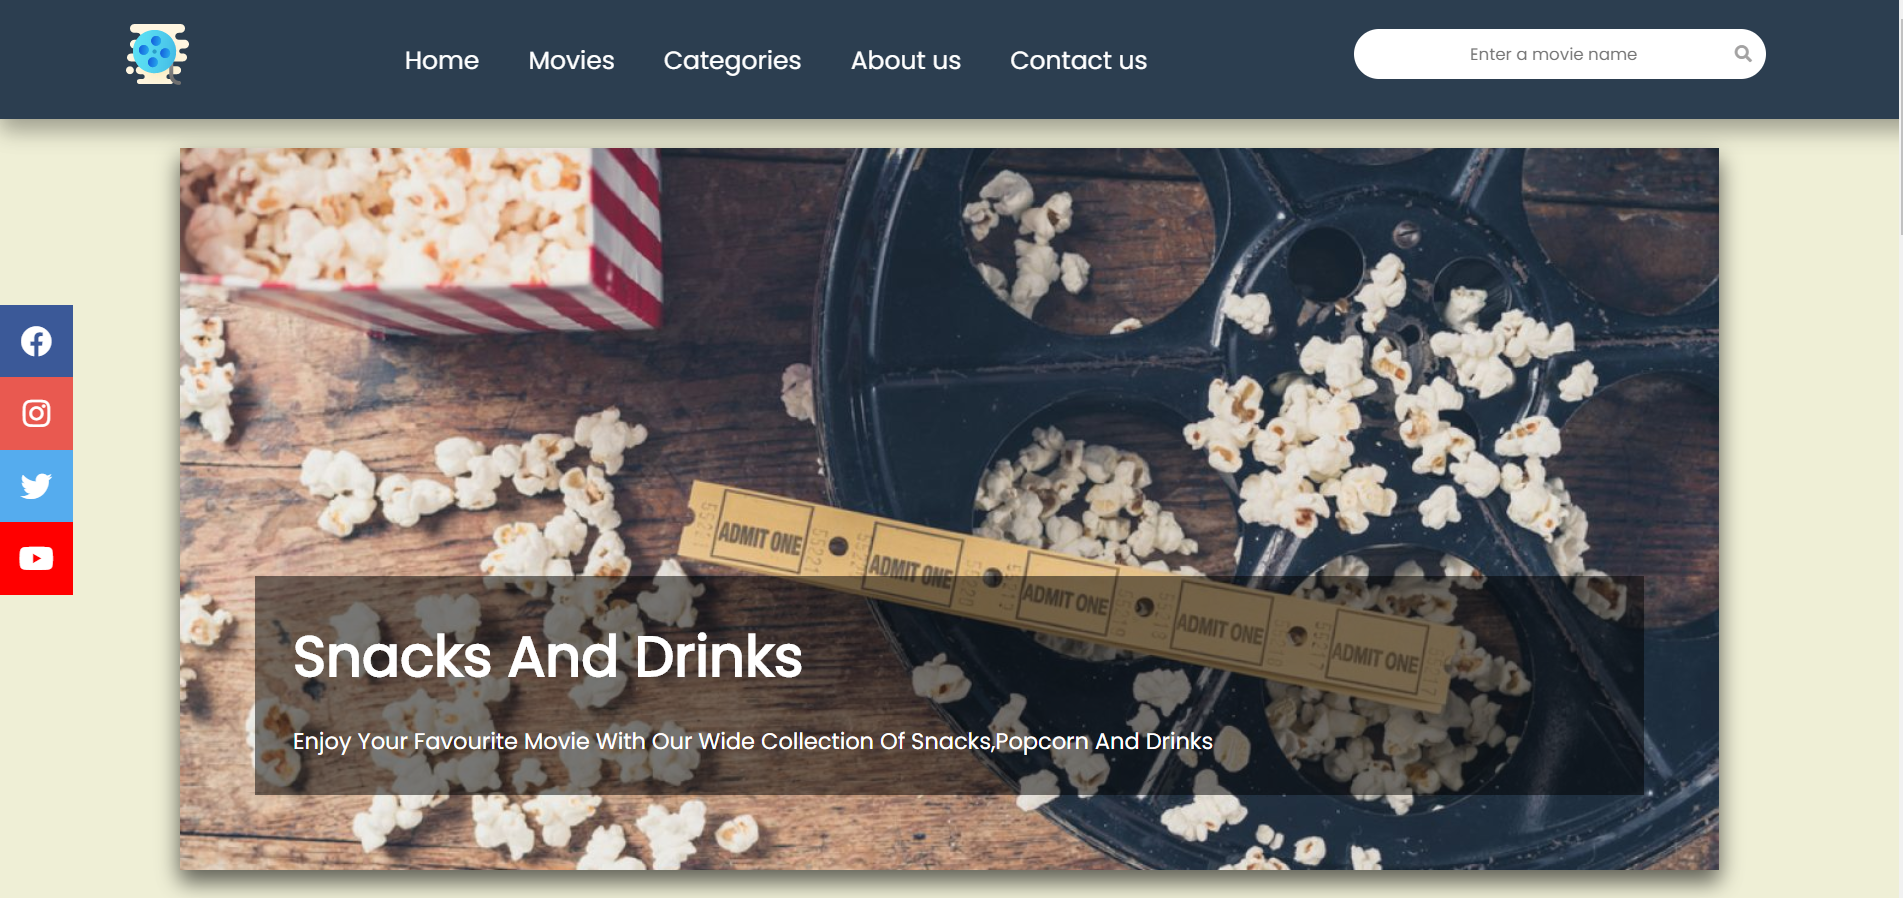 Home Movies Categories About us Contact us
Enter a movie name
ADMIT ONE
ADMIT ONE
ADMIT ONE
ADMIT ONE
ADMIT ONE
Snacks And Drinks
Enjoy Your Favourite Movie With Our Wide Collection Of Snacks,Popcorn And Drinks